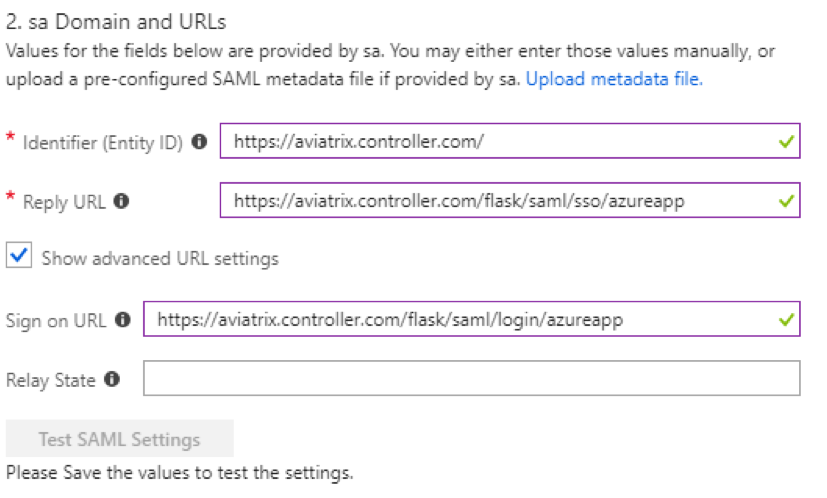 2. sa Domain and URLs
Values for the fields below are provided by sa. You may either enter those values manually, or
upload a pre-configured SAML metadata file if provided by sa. Upload metadata file.
* Identifier (Entity ID) https://aviatrix.controller.com/
* Reply URL https://aviatrix.controller.com/flask/saml/sso/azureapp
Show advanced URL settings
Sign on URL https://aviatrix.controller.com/flask/saml/login/azureapp
Relay State
Test SAML Settings
Please Save the values to test the settings.